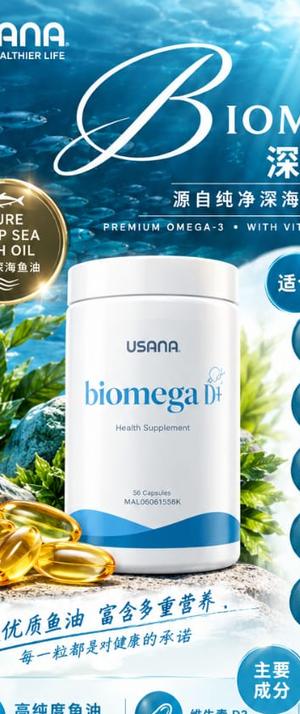 ANA®
ALTHIER LIFE
BIOM
深
源自纯净深海
PREMIUM OMEGA-3 • WITH VIT
URE
P SEA
H OIL
深海鱼油
适
USANA®
biomega D+
Health Supplement
56 Capsules
MAL06061558K
优质鱼油 富含多重营养.
每一粒都是对健康的承诺
主要
成分
高纯度鱼油
维生素 D3